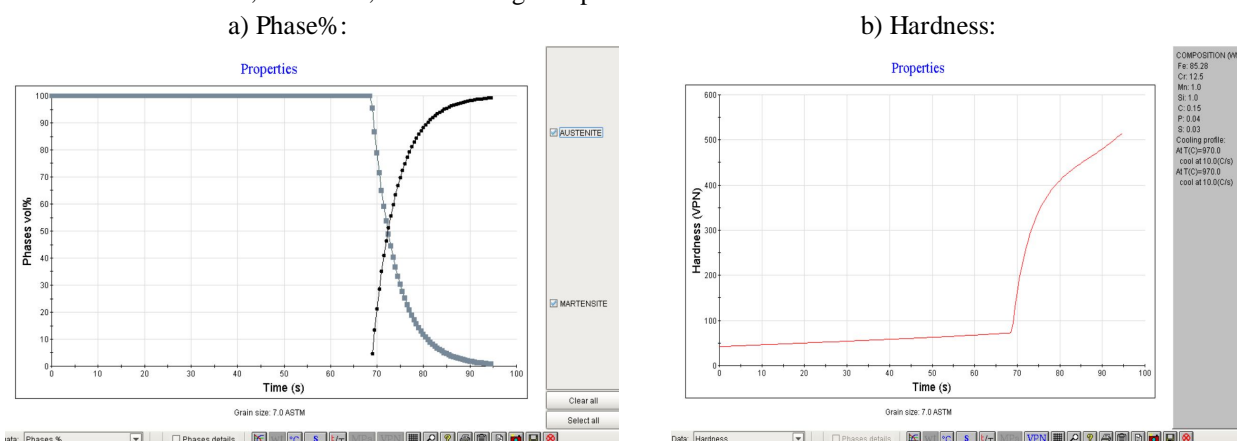 a) Phase%:
b) Hardness:
Properties
100
90
80
70
60
50
40
30
20
10
0
Phases vol%
0 10 20 30 40 50 60 70 80 90 100
Time (s)
Grain size: 7.0 ASTM
AUSTENITE
MARTENSITE
Clear all
Select all
Phases %
Phases details
Properties
600
500
400
300
200
100
0
Hardness (VPN)
0 10 20 30 40 50 60 70 80 90 100
Time (s)
Grain size: 7.0 ASTM
COMPOSITION
Fe: 85.28
Cr: 12.5
Mn: 1.0
Si: 1.0
C: 0.15
P: 0.04
S: 0.03
Cooling profile:
At T(C)=970.0
cool at 10.0(C/s)
At T(C)=970.0
cool at 10.0(C/s)
Data: Hardness
Phases details
VPN